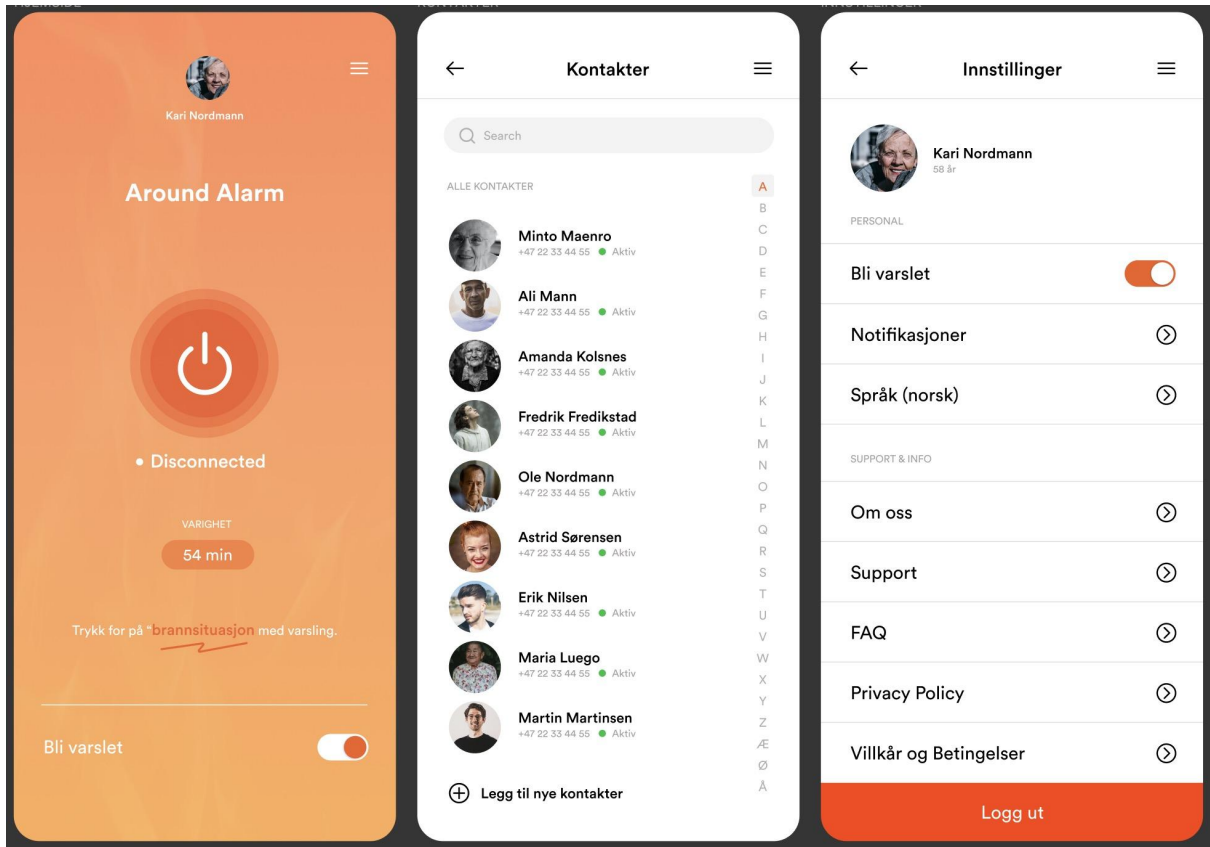 HJEMSIDE
Kari Nordmann
Around Alarm
Disconnected
VARIGHET
54 min
Trykk for på "brannsituasjon med varsling.
Bli varslet
KONTAKTER
Kontakter
Search
ALLE KONTAKTER
Minto Maenro
+47 22 33 44 55 Aktiv
Ali Mann
+47 22 33 44 55 Aktiv
Amanda Kolsnes
+47 22 33 44 55 Aktiv
Fredrik Fredikstad
+47 22 33 44 55 Aktiv
Ole Nordmann
+47 22 33 44 55 Aktiv
Astrid Sørensen
+47 22 33 44 55 Aktiv
Erik Nilsen
+47 22 33 44 55 Aktiv
Maria Luego
+47 22 33 44 55 Aktiv
Martin Martinsen
+47 22 33 44 55 Aktiv
Legg til nye kontakter
A
B
C
D
E
F
G
H
I
J
K
L
M
N
O
P
Q
R
S
T
U
V
W
X
Y
Z
Æ
Ø
Å
INNSTILLINGER
Innstillinger
Kari Nordmann
58 år
PERSONAL
Bli varslet
Notifikasjoner
Språk (norsk)
SUPPORT & INFO
Om oss
Support
FAQ
Privacy Policy
Villkår og Betingelser
Logg ut